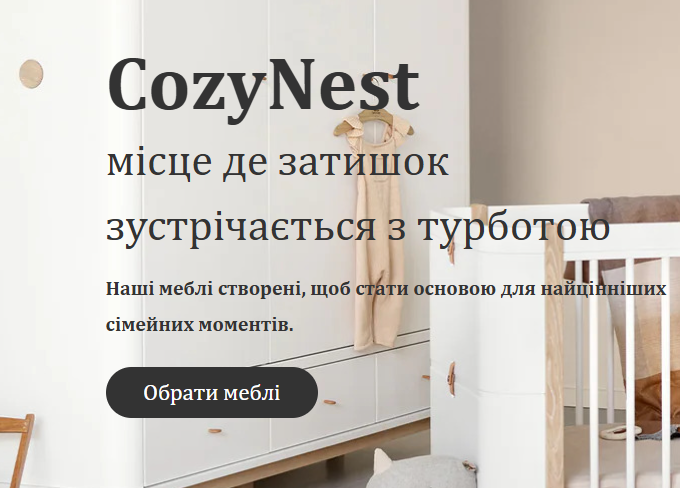 CozyNest
місце де затишок
зустрічається з турботою
Наші меблі створені, щоб стати основою для найцінніших
сімейних моментів.
Обрати меблі